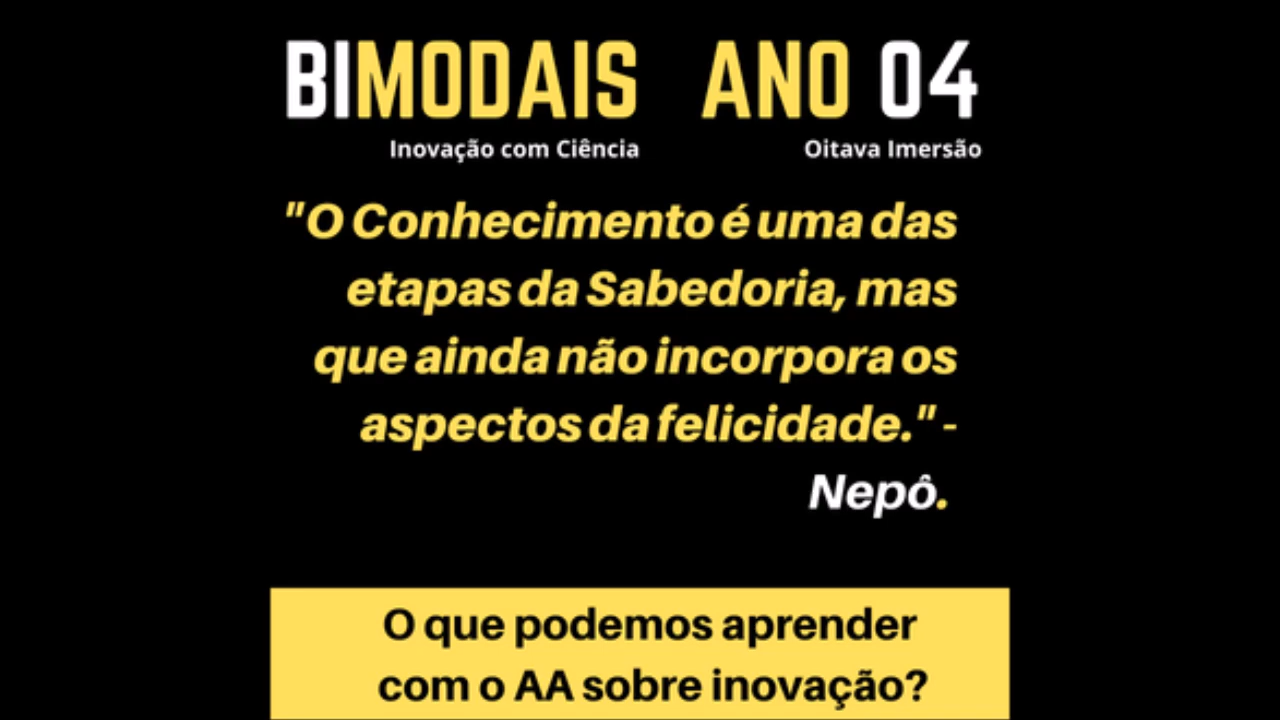 BIMODAIS ANO 04
Inovação com Ciência Oitava Imersão
"O Conhecimento é uma das
etapas da Sabedoria, mas
que ainda não incorpora os
aspectos da felicidade." -
Nepô.
O que podemos aprender
com o AA sobre inovação?